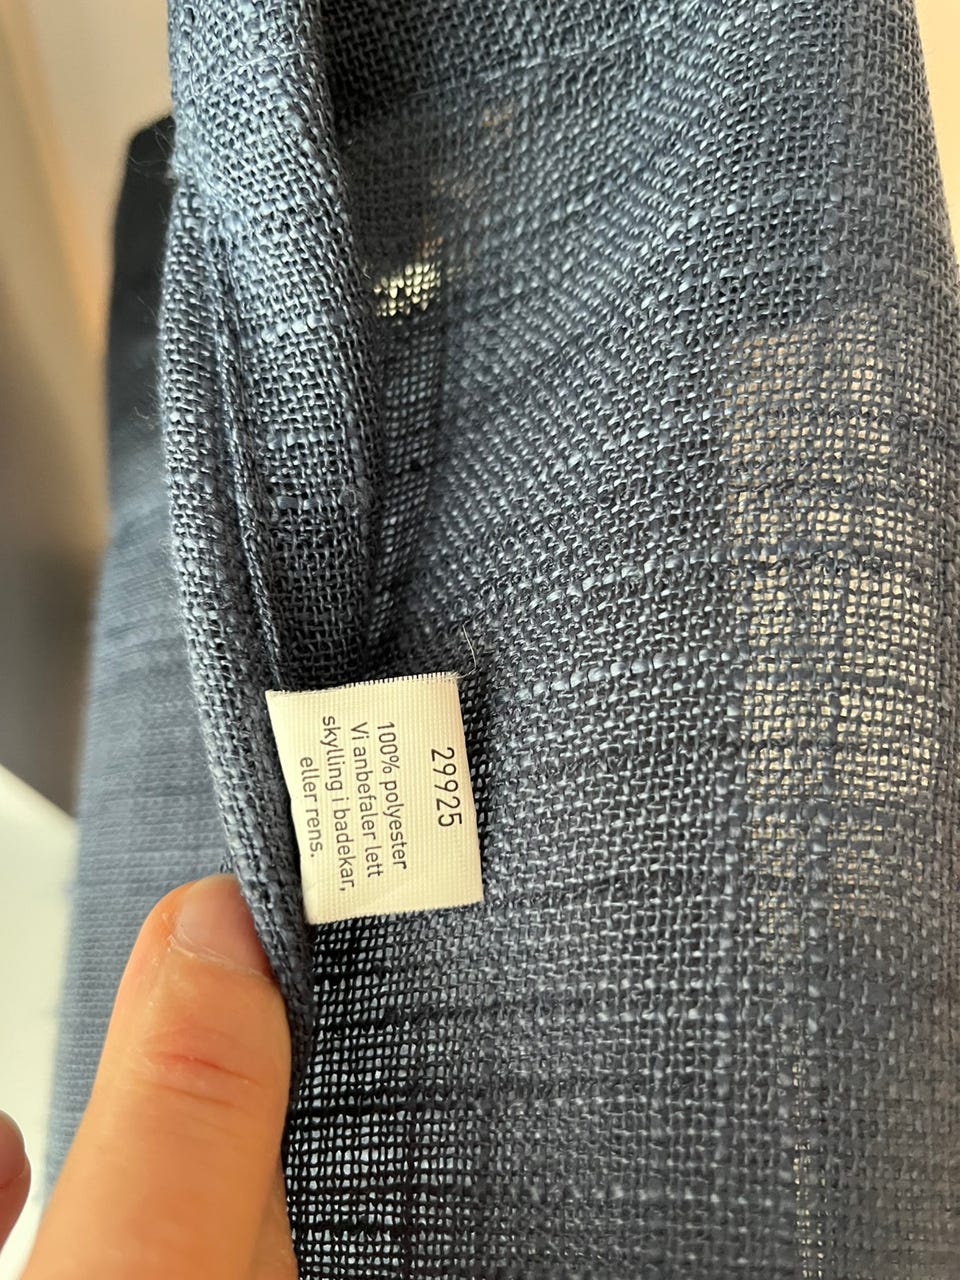 29925
100% polyester
Vi anbefaler lett
skylling i badekar,
eller rens.